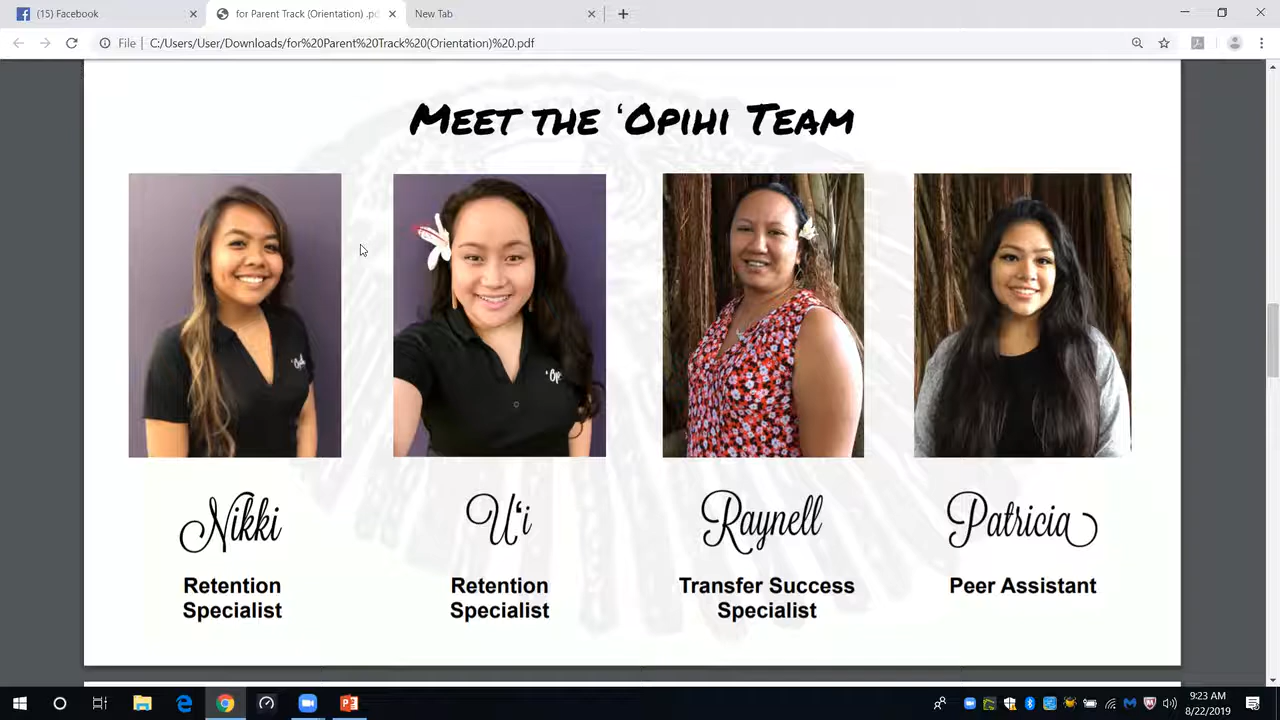 (15) Facebook
for Parent Track (Orientation) .pd
New Tab
File
C:/Users/User/Downloads/for%20Parent%20Track%20(Orientation)%20.pdf
MEET THE ʻOPIHI TEAM
Nikki
Uʻi
Raynell
Patricia
Retention
Specialist
Retention
Specialist
Transfer Success
Specialist
Peer Assistant
9:23 AM
8/22/2019